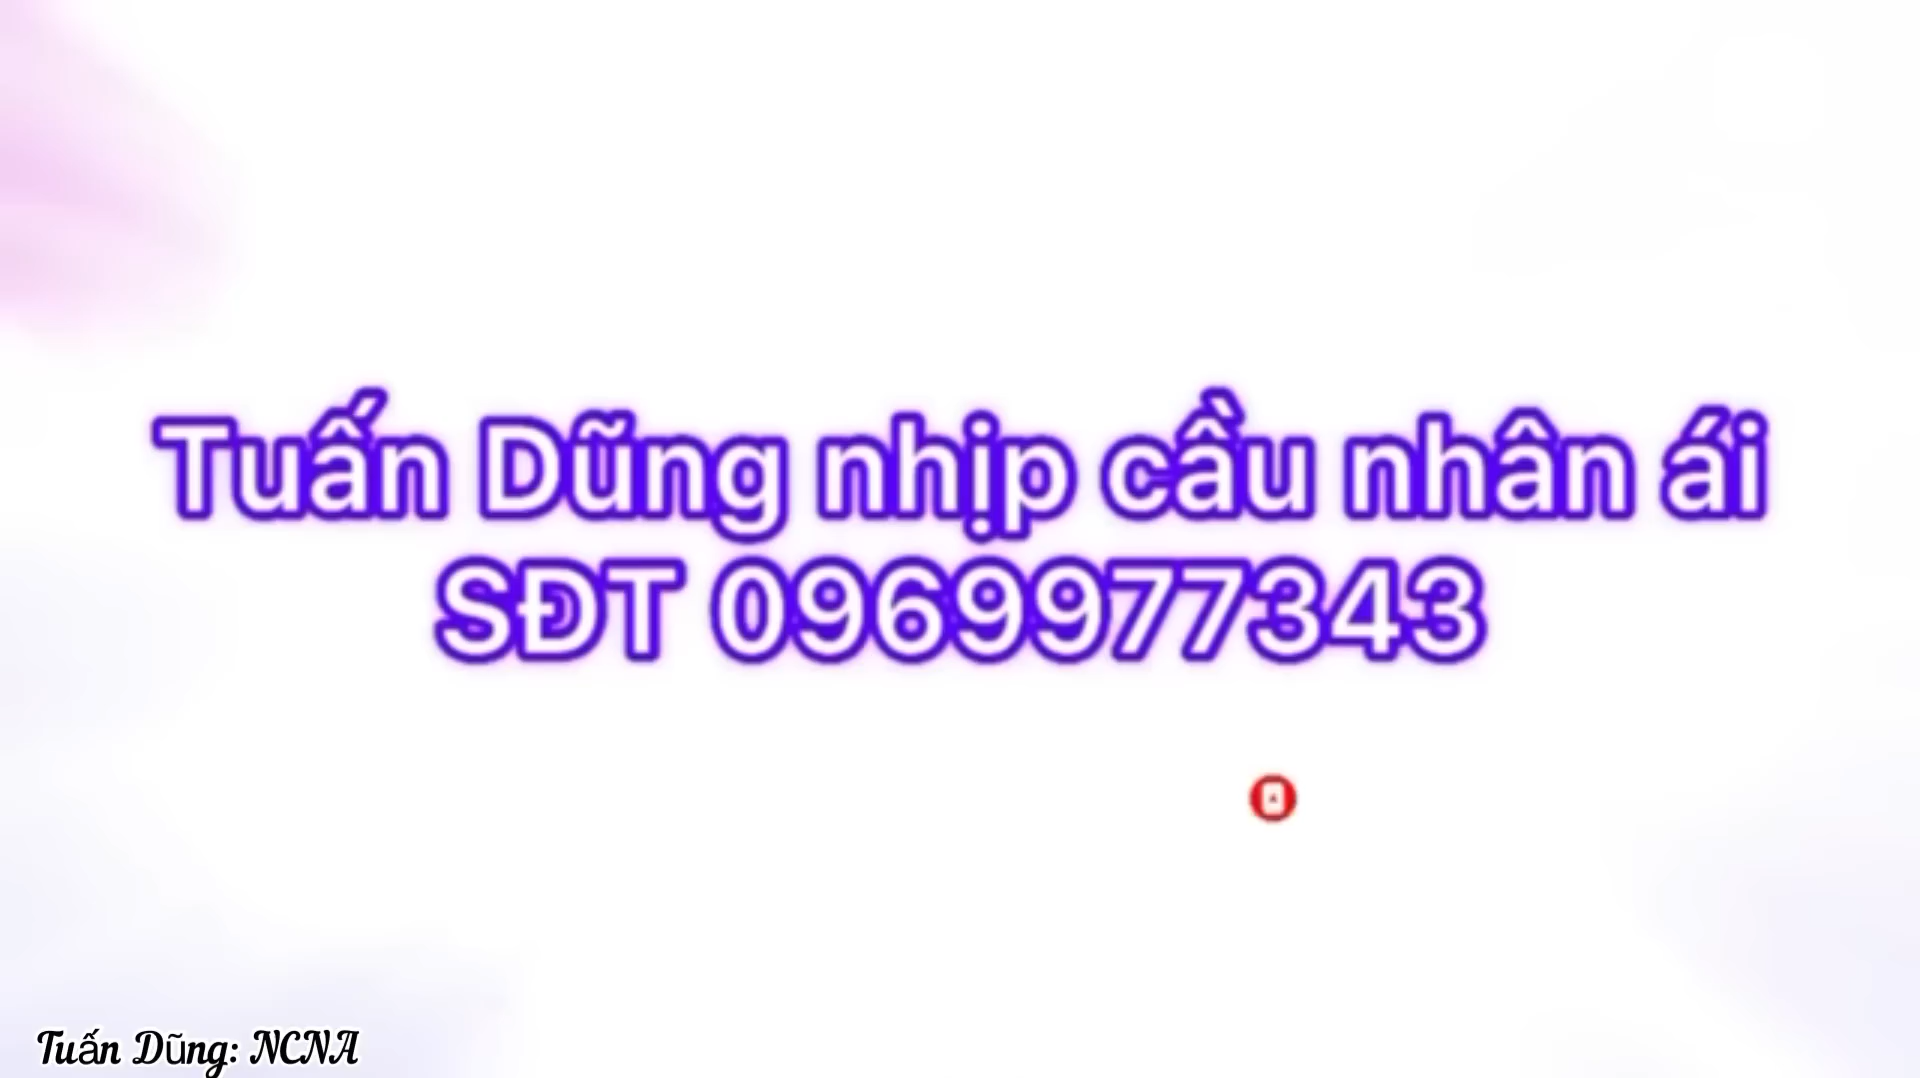 Tuấn Dũng nhịp cầu nhân ái
SĐT 0969977343
Tuấn Dũng: NCNA